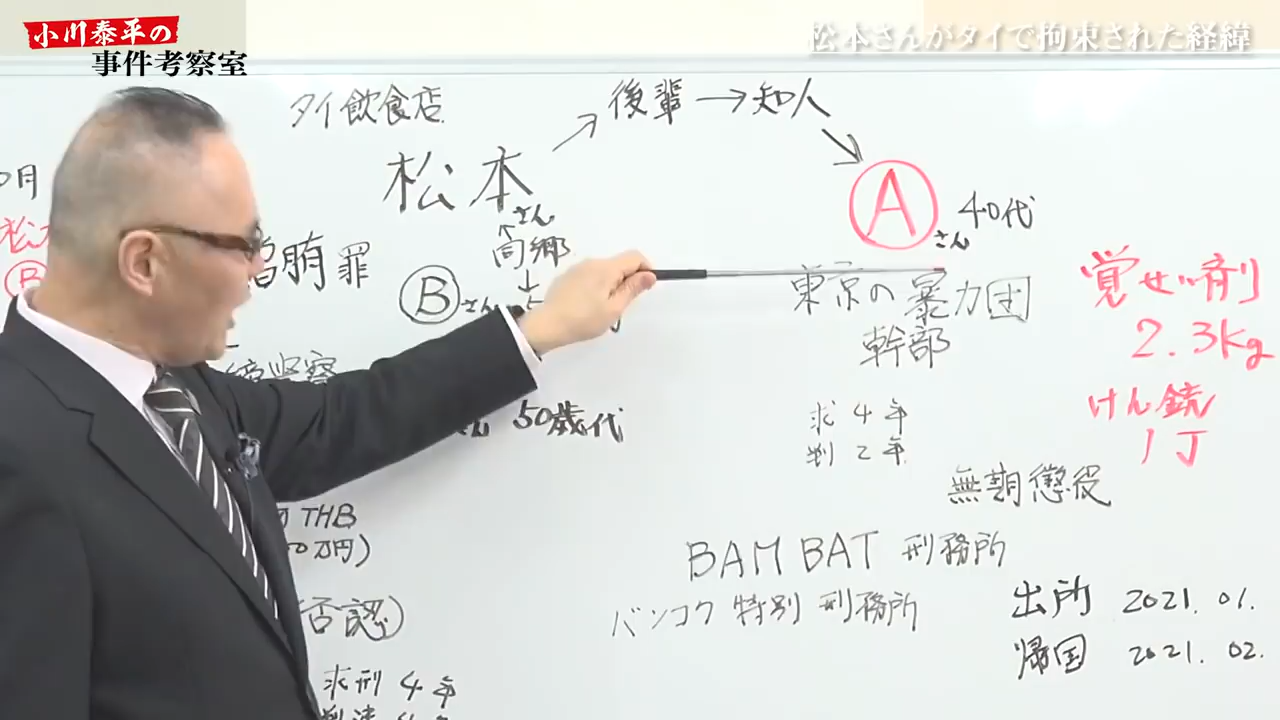 小川泰平の
事件考察室
松本さんがタイで拘束された経緯
タイ飲食店
後輩→知人
松本
さん
↑
同郷
↓
A
さん
40代
B
さん
罪
東京の暴力団
幹部
覚せい剤
2.3Kg
けん銃
1丁
50歳代
求4年
判2年
無期懲役
THB
万円)
否認)
BAMBAT 刑務所
バンコク 特別 刑務所
出所 2021.01.
帰国 2021.02.
求刑 4年